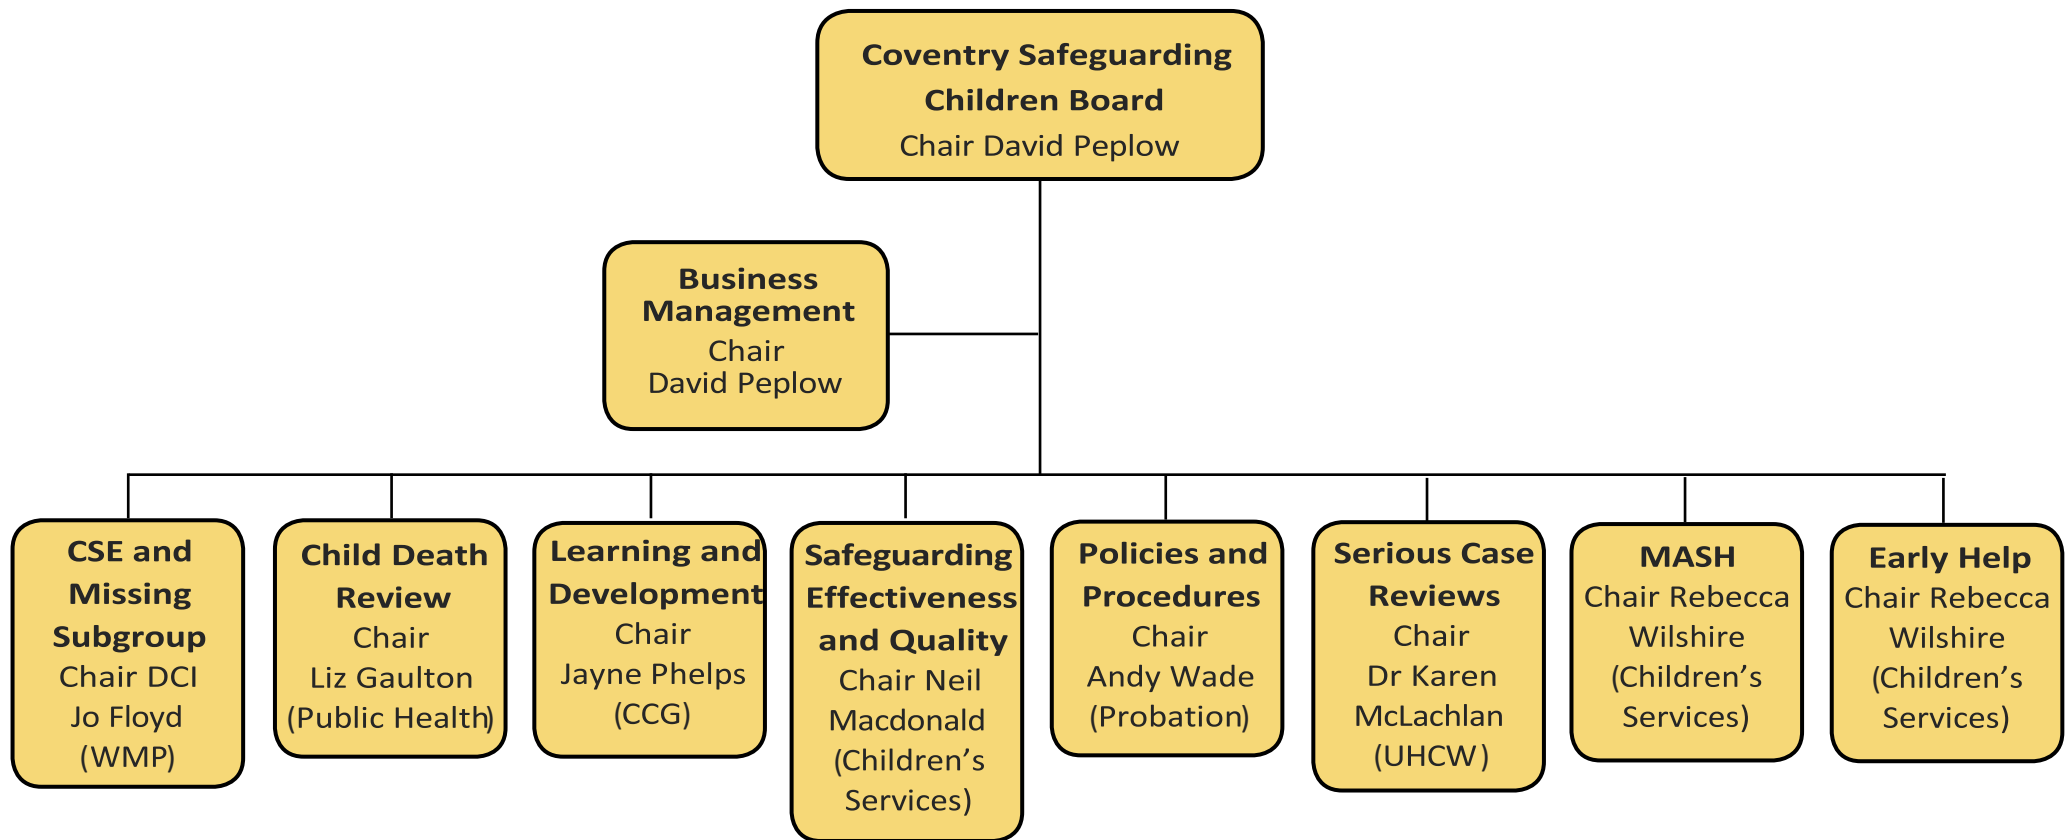 Coventry Safeguarding
Children Board
Chair David Peplow
Business
Management
Chair
David Peplow
CSE and
Missing
Subgroup
Chair DCI
Jo Floyd
(WMP)
Child Death
Review
Chair
Liz Gaulton
(Public Health)
Learning and
Development
Chair
Jayne Phelps
(CCG)
Safeguarding
Effectiveness
and Quality
Chair Neil
Macdonald
(Children’s
Services)
Policies and
Procedures
Chair
Andy Wade
(Probation)
Serious Case
Reviews
Chair
Dr Karen
McLachlan
(UHCW)
MASH
Chair Rebecca
Wilshire
(Children’s
Services)
Early Help
Chair Rebecca
Wilshire
(Children’s
Services)